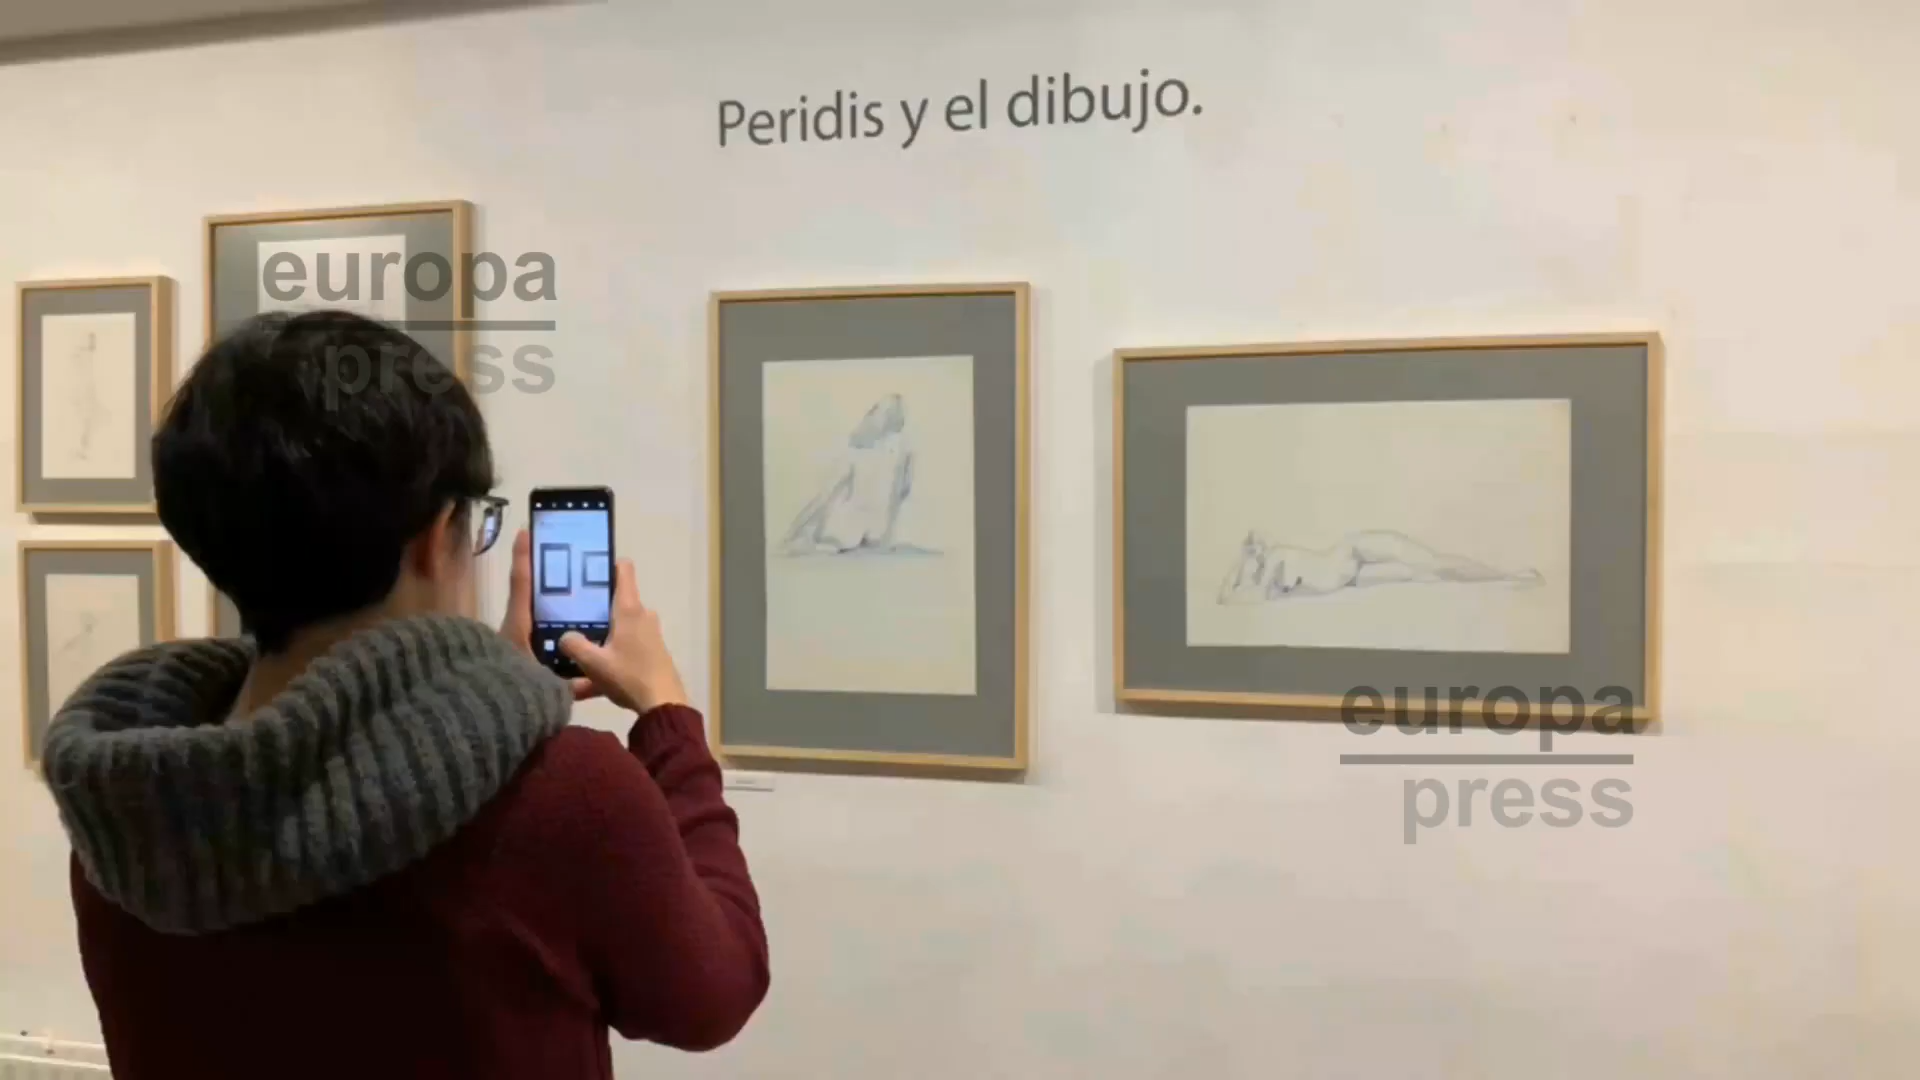 Peridis y el dibujo.
europa
press
europa
press